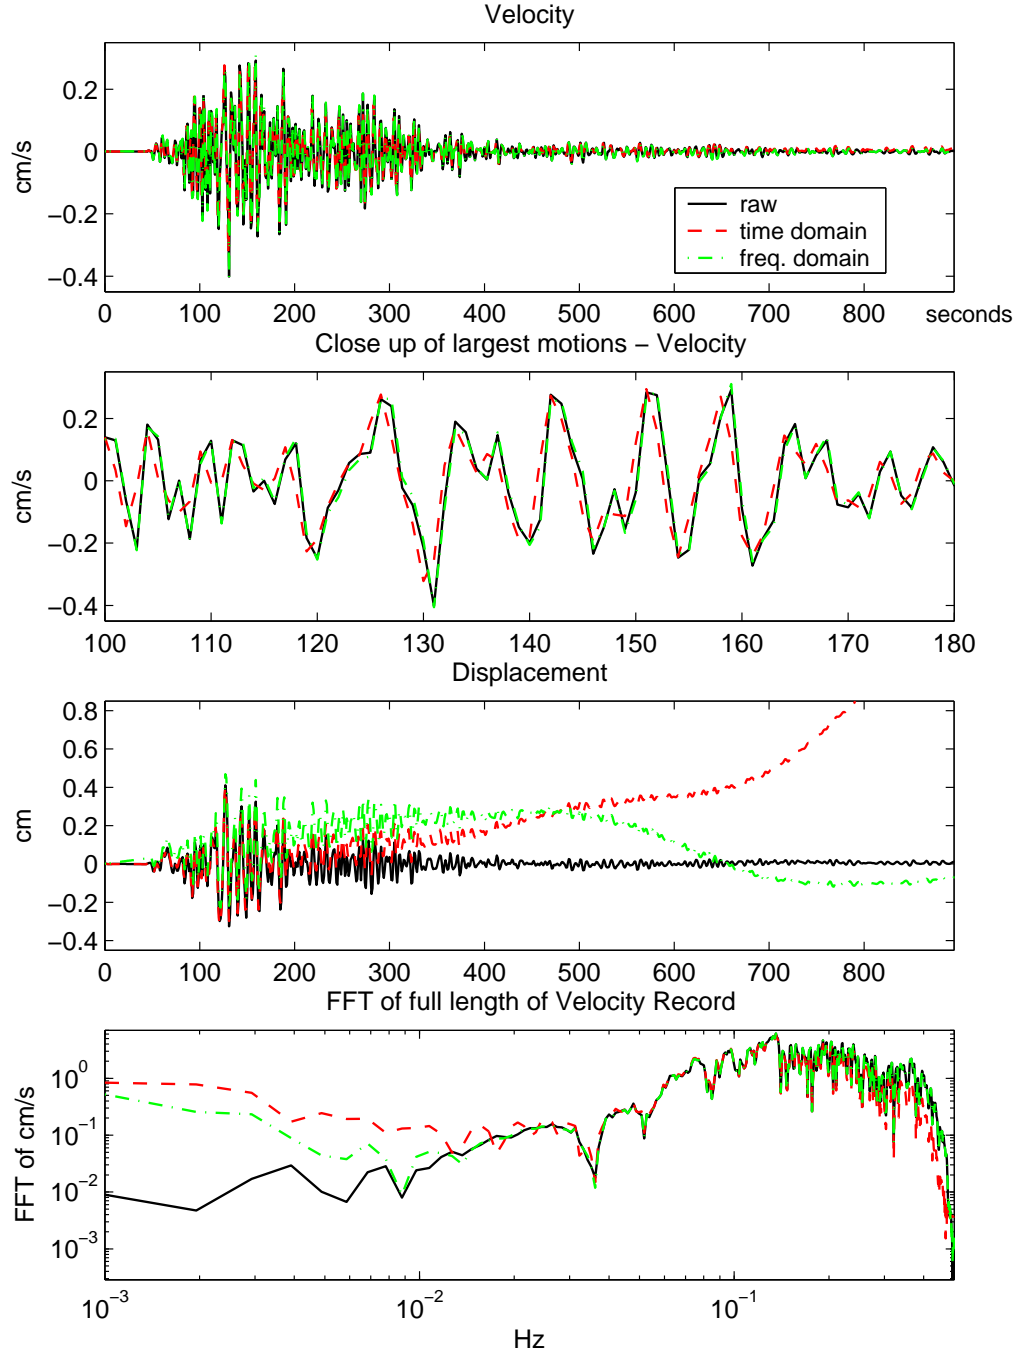 Velocity
0.2
0
−0.2
−0.4
cm/s
raw
time domain
freq. domain
0 100 200 300 400 500 600 700 800 seconds
Close up of largest motions − Velocity
0.2
0
−0.2
−0.4
cm/s
100 110 120 130 140 150 160 170 180
Displacement
0.8
0.6
0.4
0.2
0
−0.2
−0.4
cm
0 100 200 300 400 500 600 700 800
FFT of full length of Velocity Record
10^0
10^−1
10^−2
10^−3
FFT of cm/s
10^−3 10^−2 10^−1
Hz